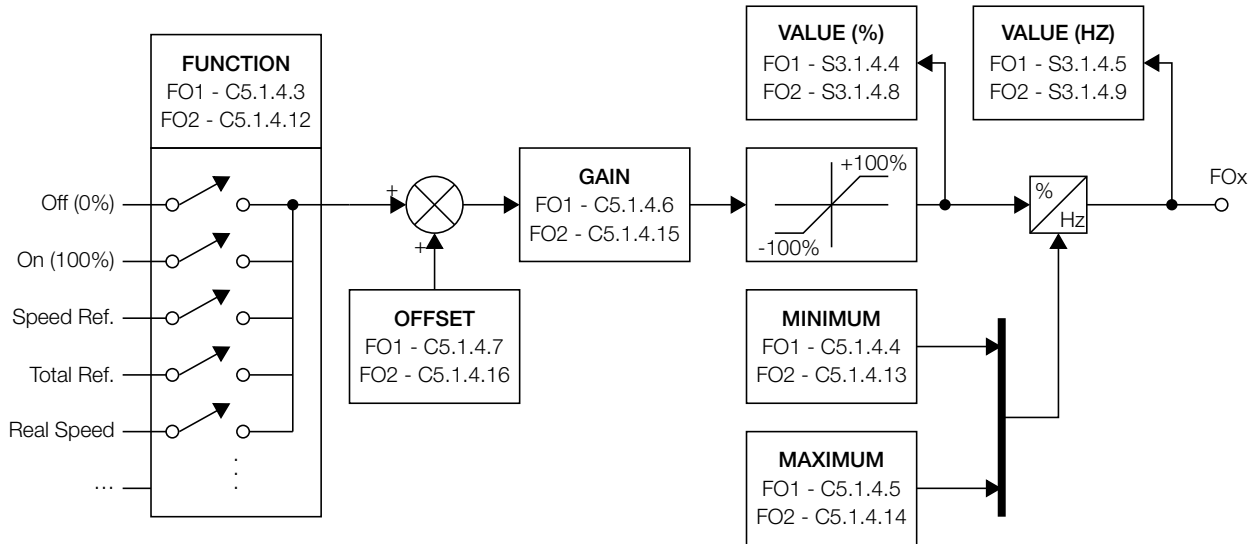 FUNCTION
FO1 - C5.1.4.3
FO2 - C5.1.4.12
Off (0%)
On (100%)
Speed Ref.
Total Ref.
Real Speed
...
+
+
OFFSET
FO1 - C5.1.4.7
FO2 - C5.1.4.16
GAIN
FO1 - C5.1.4.6
FO2 - C5.1.4.15
VALUE (%)
FO1 - S3.1.4.4
FO2 - S3.1.4.8
VALUE (HZ)
FO1 - S3.1.4.5
FO2 - S3.1.4.9
+100%
-100%
%
Hz
FOx
MINIMUM
FO1 - C5.1.4.4
FO2 - C5.1.4.13
MAXIMUM
FO1 - C5.1.4.5
FO2 - C5.1.4.14